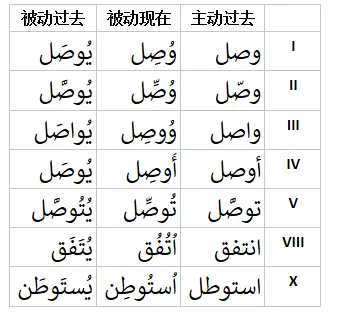 被动过去 被动现在 主动过去
يُوصَل وُصِل وصل I
يُوصَّل وُصِّل وصّل II
يُواصَل وُوصِل واصل III
يُوصَل أَوصِل أوصل IV
يُتُوصَّل تُوصِّل توصَّل V
يُتَفَق اُتُفُق انتفق VIII
يُستَوطَن اُستُوطِن استوطل X